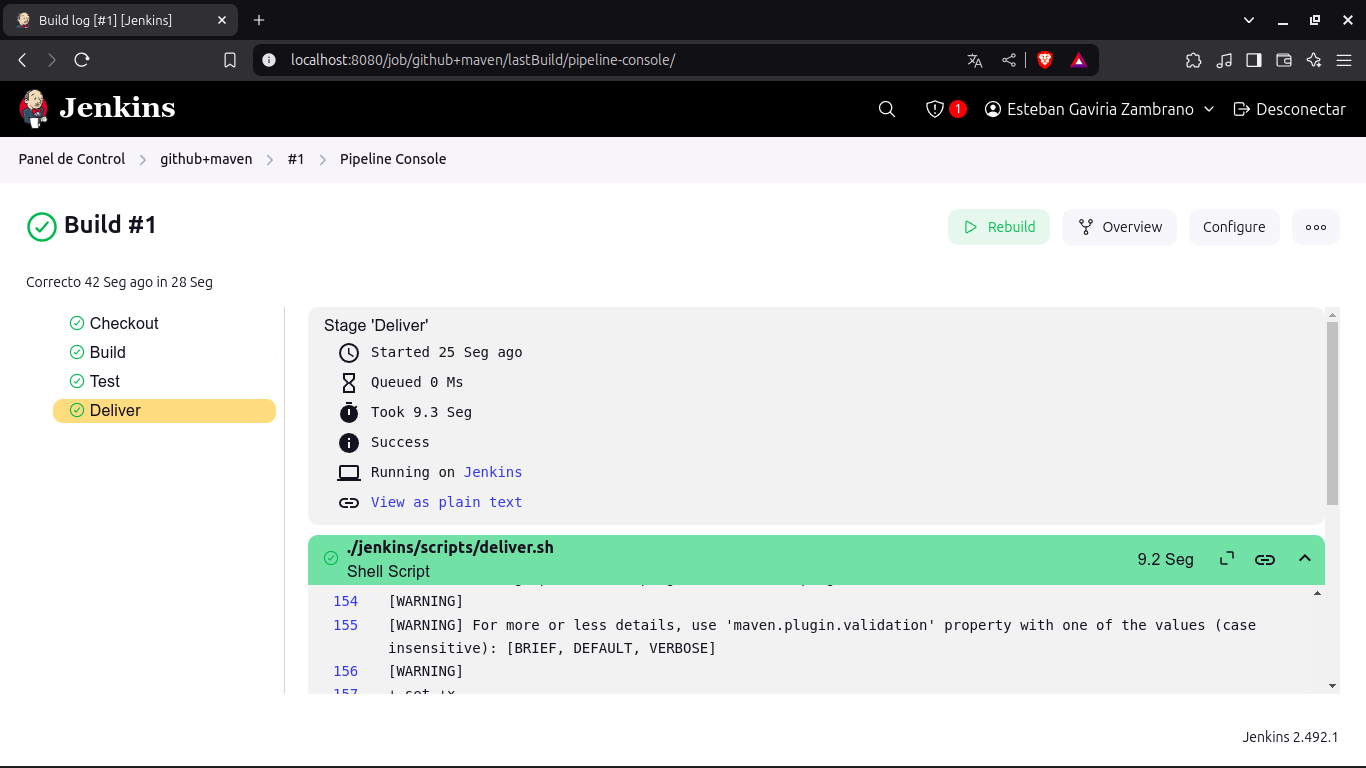 Build log [#1] [Jenkins]
localhost:8080/job/github+maven/lastBuild/pipeline-console/
Jenkins
1
Esteban Gaviria Zambrano
Desconectar
Panel de Control
github+maven
#1
Pipeline Console
Build #1
Rebuild
Overview
Configure
Correcto 42 Seg ago in 28 Seg
Checkout
Build
Test
Deliver
Stage 'Deliver'
Started 25 Seg ago
Queued 0 Ms
Took 9.3 Seg
Success
Running on Jenkins
View as plain text
./jenkins/scripts/deliver.sh
Shell Script
9.2 Seg
154 [WARNING]
155 [WARNING] For more or less details, use 'maven.plugin.validation' property with one of the values (case
insensitive): [BRIEF, DEFAULT, VERBOSE]
156 [WARNING]
157 + set +x
Jenkins 2.492.1